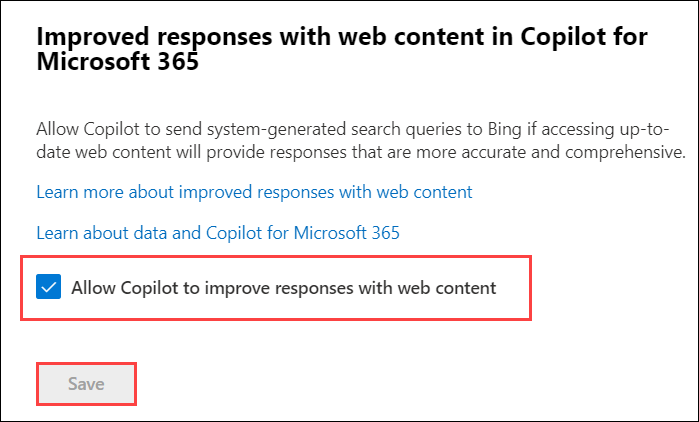 Improved responses with web content in Copilot for
Microsoft 365
Allow Copilot to send system-generated search queries to Bing if accessing up-to-
date web content will provide responses that are more accurate and comprehensive.
Learn more about improved responses with web content
Learn about data and Copilot for Microsoft 365
Allow Copilot to improve responses with web content
Save